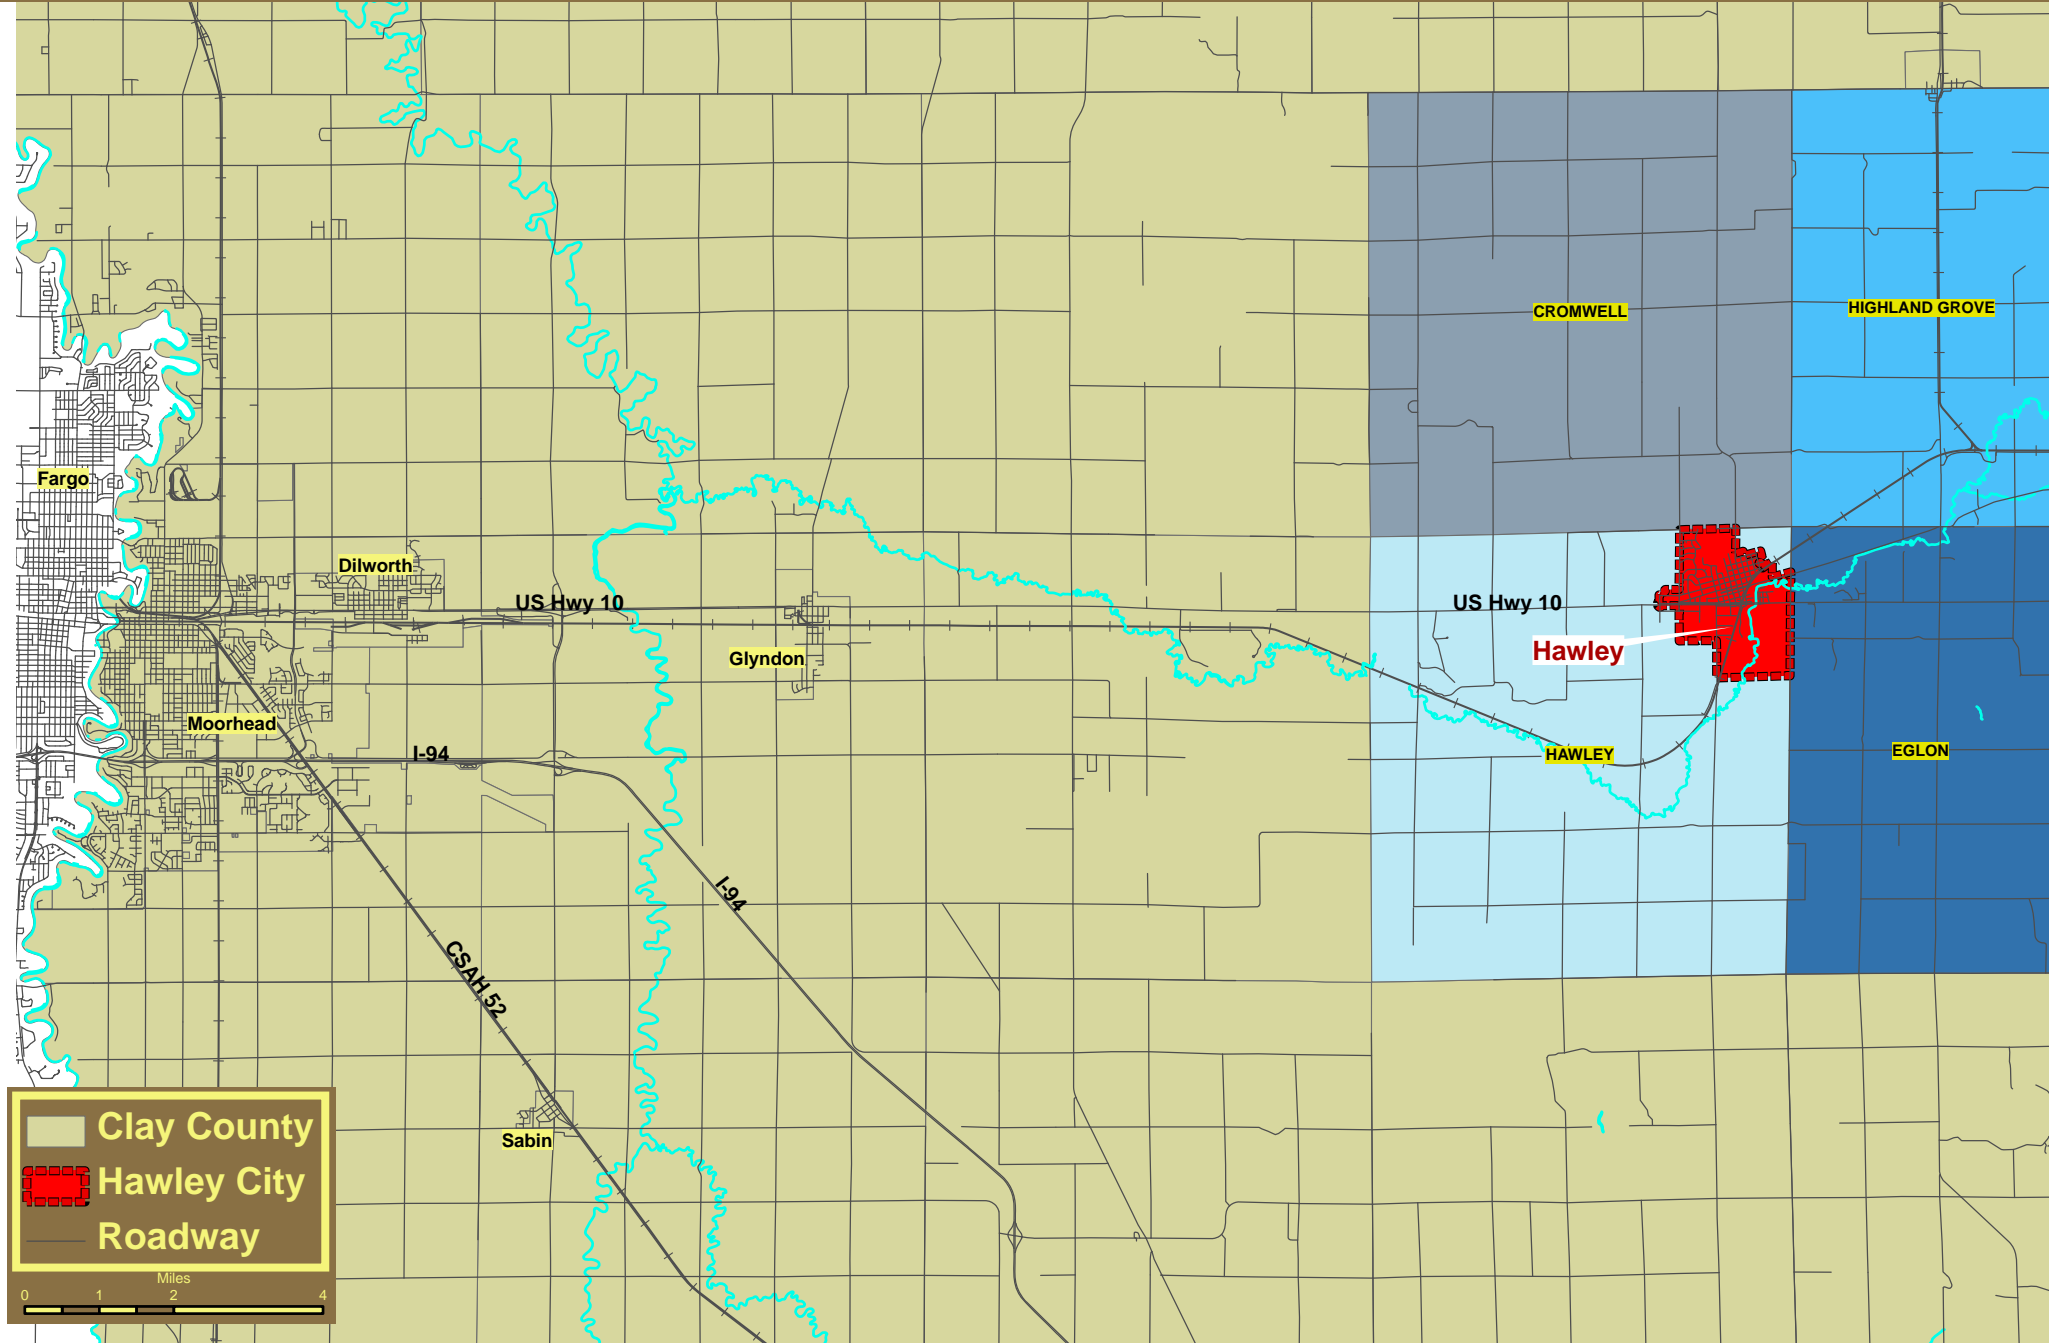 CROMWELL
HIGHLAND GROVE
Fargo
Dilworth
US Hwy 10
US Hwy 10
Hawley
Glyndon
Moorhead
I-94
HAWLEY
EGLON
I-94
CSAH 52
Sabin
Clay County
Hawley City
Roadway
Miles
0 1 2 4